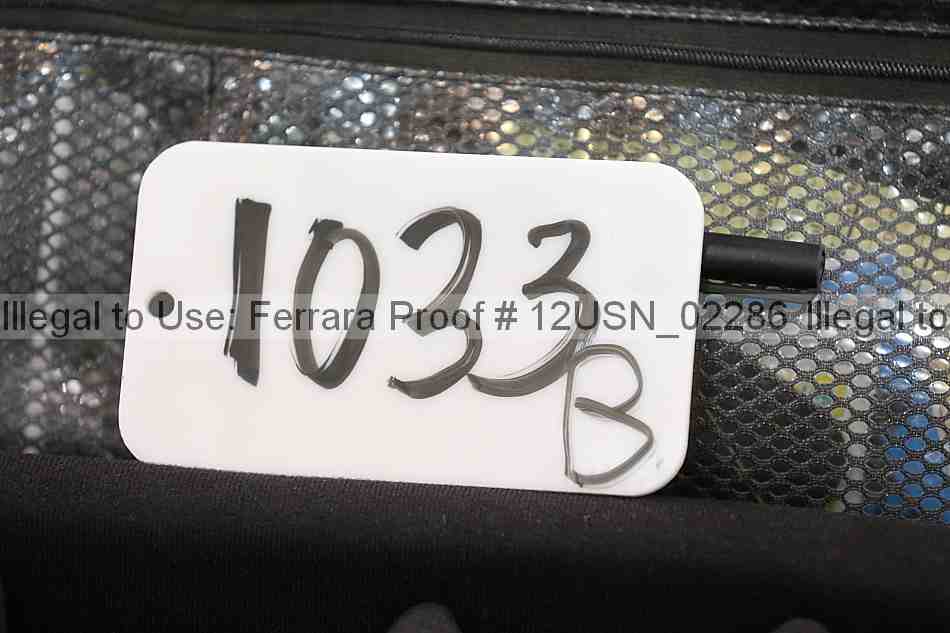 1033
B
Illegal to Use; Ferrara Proof # 12USN_02286 Illegal to